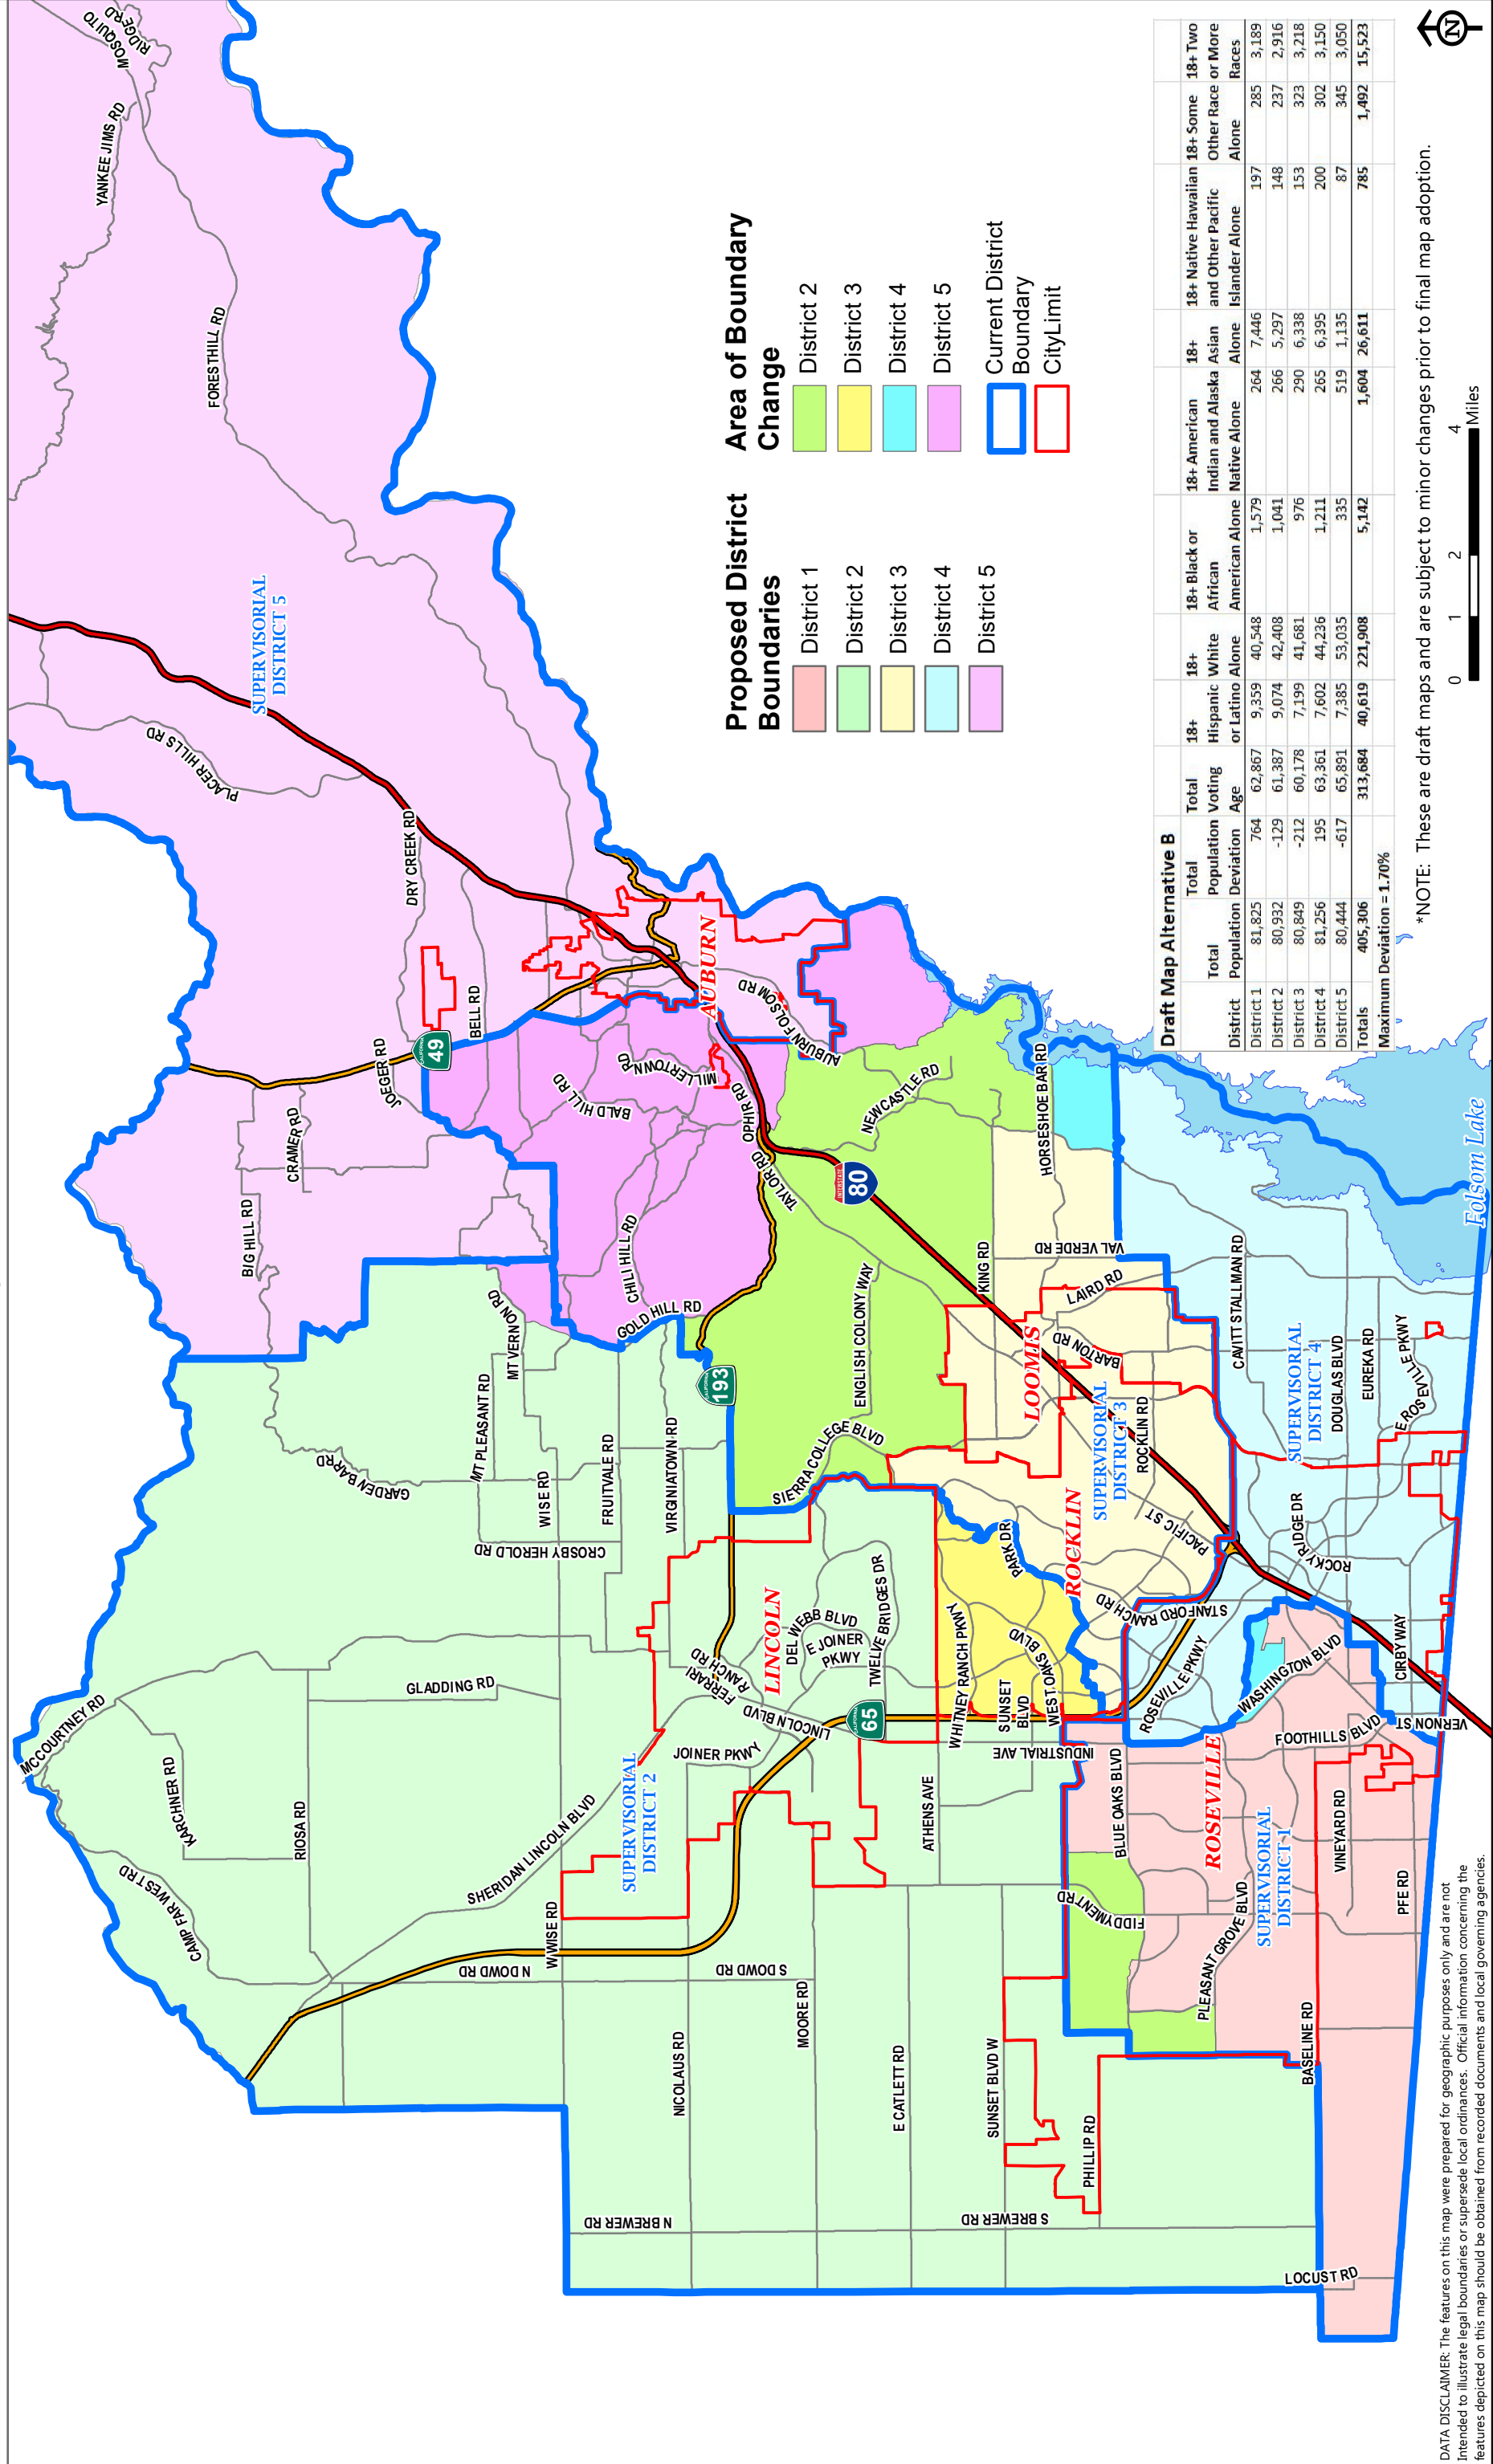 MOSQUITO
RIDGE RD
YANKEE JIMS RD
FORESTHILL RD
SUPERVISORIAL
DISTRICT 5
PLACER HILLS RD
DRY CREEK RD
BELL RD
JOEGER RD
CALIFORNIA
49
CRAMER RD
BIG HILL RD
AUBURN
AUBURN FOLSOM RD
MILLERTOWN RD
BALD HILL RD
OPHIR RD
TAYLOR RD
CHILI HILL RD
GOLD HILL RD
MT VERNON RD
MT PLEASANT RD
GARDEN BAR RD
WISE RD
FRUITVALE RD
VIRGINIATOWN RD
CROSBY HEROLD RD
CALIFORNIA
193
INTERSTATE
80
NEWCASTLE RD
HORSESHOE BAR RD
ENGLISH COLONY WAY
KING RD
VAL VERDE RD
LAIRD RD
SIERRA COLLEGE BLVD
LOOMIS
BARTON RD
SUPERVISORIAL
DISTRICT 3
ROCKLIN RD
ROCKLIN
PACIFIC ST
PARK DR
STANFORD RANCH RD
CAVITT STALLMAN RD
SUPERVISORIAL
DISTRICT 4
DOUGLAS BLVD
EUREKA RD
E ROSEVILLE PKWY
ROCKY RIDGE DR
Folsom Lake
MCCOURTNEY RD
KARCHNER RD
CAMP FAR WEST RD
RIOSA RD
GLADDING RD
SHERIDAN LINCOLN BLVD
SUPERVISORIAL
DISTRICT 2
JOINER PKWY
LINCOLN BLVD
FERRARI
RANCH RD
LINCOLN
DEL WEBB BLVD
E JOINER
PKWY
TWELVE BRIDGES DR
CALIFORNIA
65
WHITNEY RANCH PKWY
SUNSET
BLVD
WEST OAKS BLVD
INDUSTRIAL AVE
ATHENS AVE
W WISE RD
N DOWD RD
S DOWD RD
NICOLAUS RD
MOORE RD
E CATLETT RD
SUNSET BLVD W
PHILLIP RD
N BREWER RD
S BREWER RD
LOCUST RD
BASELINE RD
FIDDYMENT RD
BLUE OAKS BLVD
PLEASANT GROVE BLVD
ROSEVILLE
SUPERVISORIAL
DISTRICT 1
ROSEVILLE PKWY
WASHINGTON BLVD
FOOTHILLS BLVD
VINEYARD RD
PFE RD
CIRBY WAY
VERNON ST
Proposed District
Boundaries
District 1
District 2
District 3
District 4
District 5
Area of Boundary
Change
District 2
District 3
District 4
District 5
Current District
Boundary
CityLimit
Draft Map Alternative B
District Total Population Total Population Deviation Total Voting Age 18+ Hispanic or Latino 18+ White Alone 18+ Black or African American Alone 18+ American Indian and Alaska Native Alone 18+ Asian Alone 18+ Native Hawaiian and Other Pacific Islander Alone 18+ Some Other Race Alone 18+ Two or More Races
District 1 81,825 764 62,867 9,359 40,548 1,579 264 7,446 197 285 3,189
District 2 80,932 -129 61,387 9,074 42,408 1,041 266 5,297 148 237 2,916
District 3 80,849 -212 60,178 7,199 41,681 976 290 6,338 153 323 3,218
District 4 81,256 195 63,361 7,602 44,236 1,211 265 6,395 200 302 3,150
District 5 80,444 -617 65,891 7,385 53,035 335 519 1,135 87 345 3,050
Totals 405,306 313,684 40,619 221,908 5,142 1,604 26,611 785 1,492 15,523
Maximum Deviation = 1.70%
*NOTE: These are draft maps and are subject to minor changes prior to final map adoption.
0 1 2 4
Miles
N
DATA DISCLAIMER: The features on this map were prepared for geographic purposes only and are not
Intended to illustrate legal boundaries or supersede local ordinances. Official information concerning the
features depicted on this map should be obtained from recorded documents and local governing agencies.